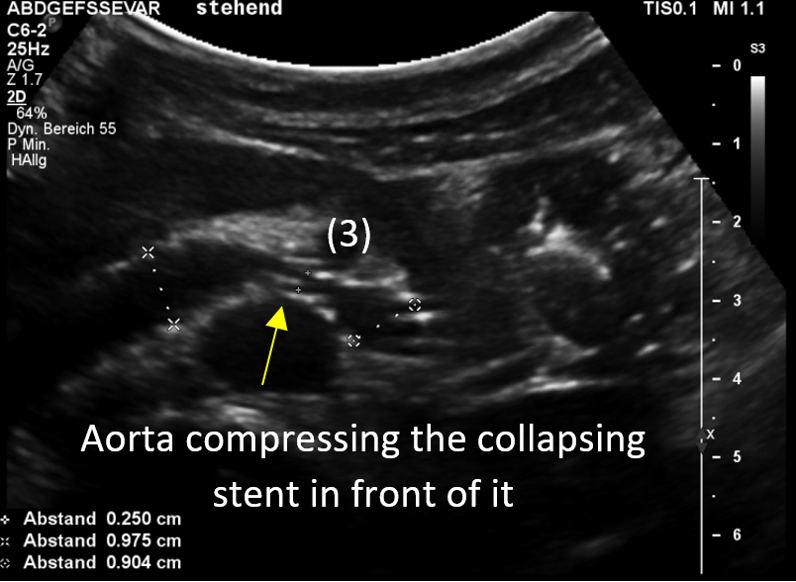 ABDGEFSSEVAR stehend TIS0.1 MI 1.1
C6-2 P
25Hz
A/G
Z 1.7
2D
64%
Dyn. Bereich 55
P Min.
HAllg
S3
0
1
2
3
4
5
6
X
(3)
Aorta compressing the collapsing
stent in front of it
Abstand 0.250 cm
Abstand 0.975 cm
Abstand 0.904 cm